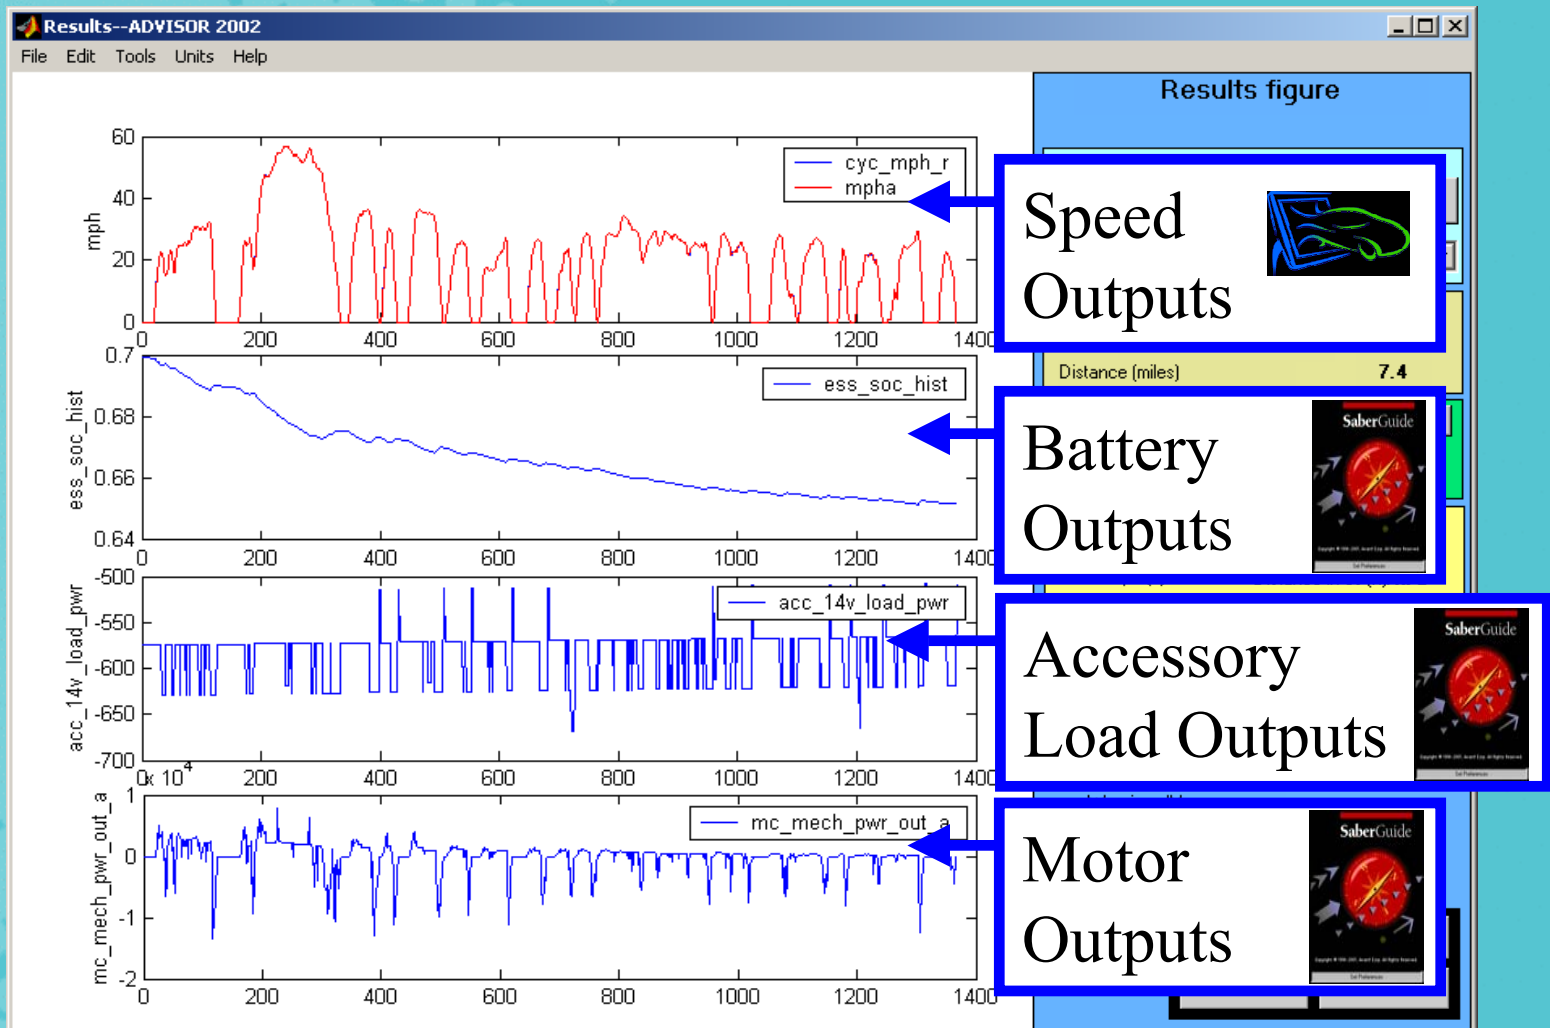 Results--ADVISOR 2002
File Edit Tools Units Help
Results figure
60
40
20
0
mph
cyc_mph_r
mpha
0 200 400 600 800 1000 1200 1400
Speed
Outputs
Distance (miles) 7.4
0.7
0.68
0.66
0.64
ess_soc_hist
ess_soc_hist
0 200 400 600 800 1000 1200 1400
Battery
Outputs
SaberGuide
-500
-550
-600
-650
-700
acc_14v_load_pwr
acc_14v_load_pwr
0 200 400 600 800 1000 1200 1400
Accessory
Load Outputs
SaberGuide
x 10^4
1
0
-1
-2
mc_mech_pwr_out_a
mc_mech_pwr_out_a
0 200 400 600 800 1000 1200 1400
Motor
Outputs
SaberGuide